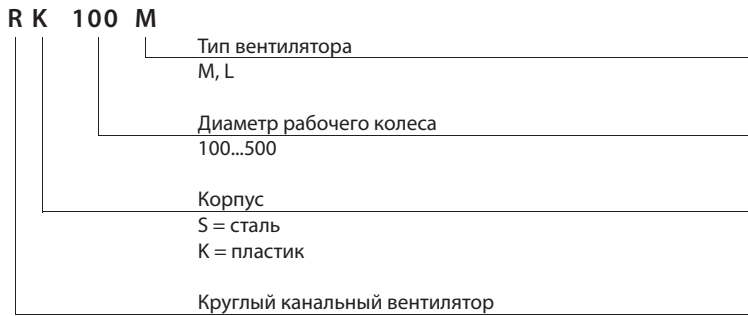 R K 100 M
Тип вентилятора
M, L
Диаметр рабочего колеса
100...500
Корпус
S = сталь
K = пластик
Круглый канальный вентилятор